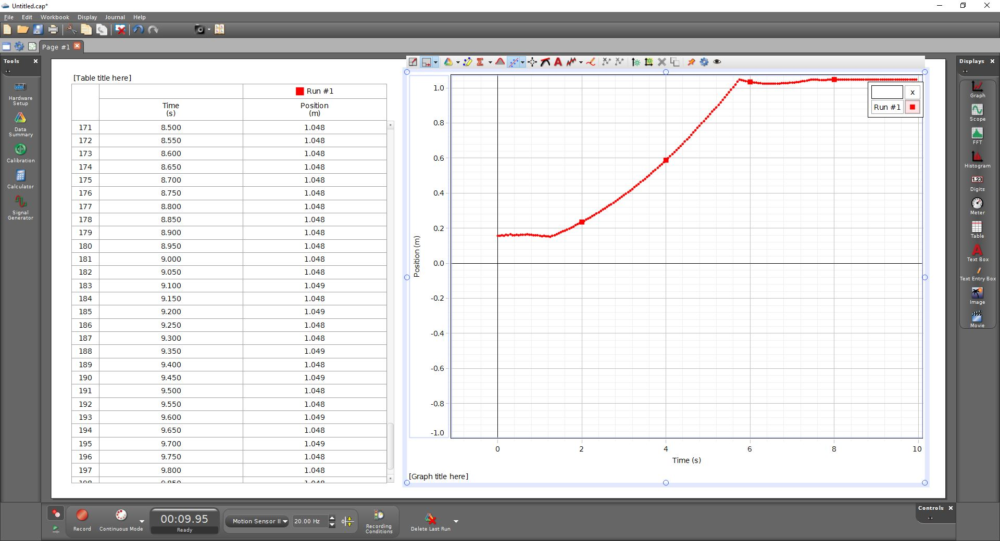 Untitled.cap*
File Edit Workbook Display Journal Help
Page #1
Tools
Hardware
Setup
Data
Summary
Calibration
Calculator
Signal
Generator
[Table title here]
Run #1
Time
(s)
Position
(m)
171 8.500 1.048
172 8.550 1.048
173 8.600 1.048
174 8.650 1.048
175 8.700 1.048
176 8.750 1.048
177 8.800 1.048
178 8.850 1.048
179 8.900 1.048
180 8.950 1.048
181 9.000 1.048
182 9.050 1.048
183 9.100 1.049
184 9.150 1.048
185 9.200 1.049
186 9.250 1.048
187 9.300 1.048
188 9.350 1.049
189 9.400 1.048
190 9.450 1.049
191 9.500 1.048
192 9.550 1.048
193 9.600 1.049
194 9.650 1.048
195 9.700 1.049
196 9.750 1.048
197 9.800 1.048
x
Run #1
1.0
0.8
0.6
0.4
0.2
0.0
-0.2
-0.4
-0.6
-0.8
-1.0
Position (m)
0 2 4 6 8 10
Time (s)
[Graph title here]
Displays
Graph
Scope
FFT
Histogram
1.23
Digits
Meter
Table
Text Box
Text Entry Box
Image
Movie
Record
Continuous Mode
00:09.95
Ready
Motion Sensor II
20.00 Hz
Recording
Conditions
Delete Last Run
Controls